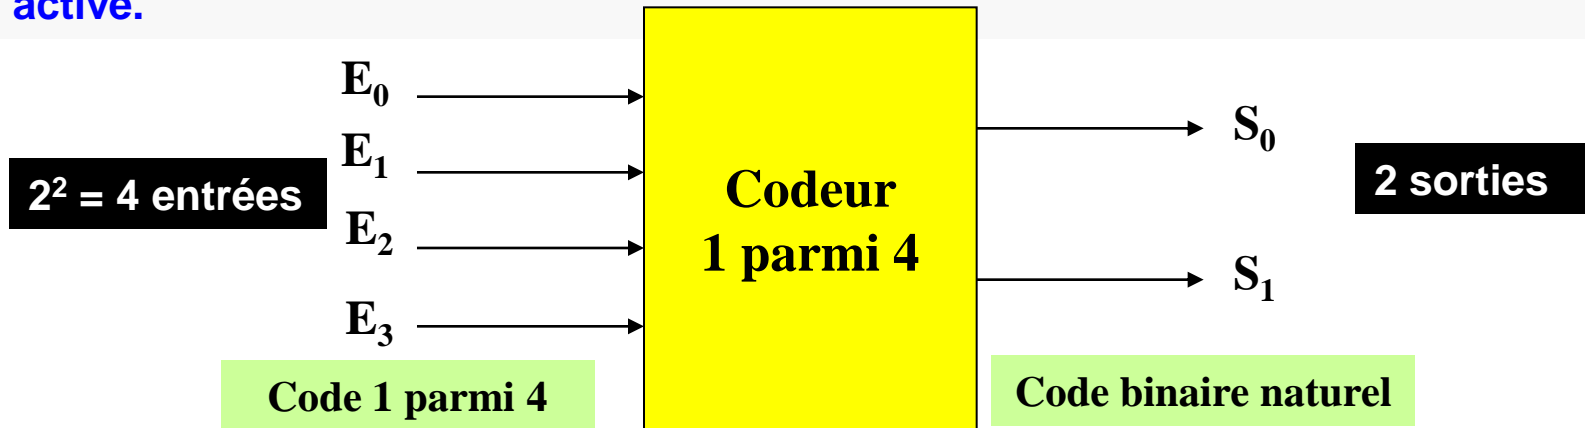 active.
E₀
E₁
2² = 4 entrées
E₂
E₃
Code 1 parmi 4
Codeur
1 parmi 4
S₀
2 sorties
S₁
Code binaire naturel